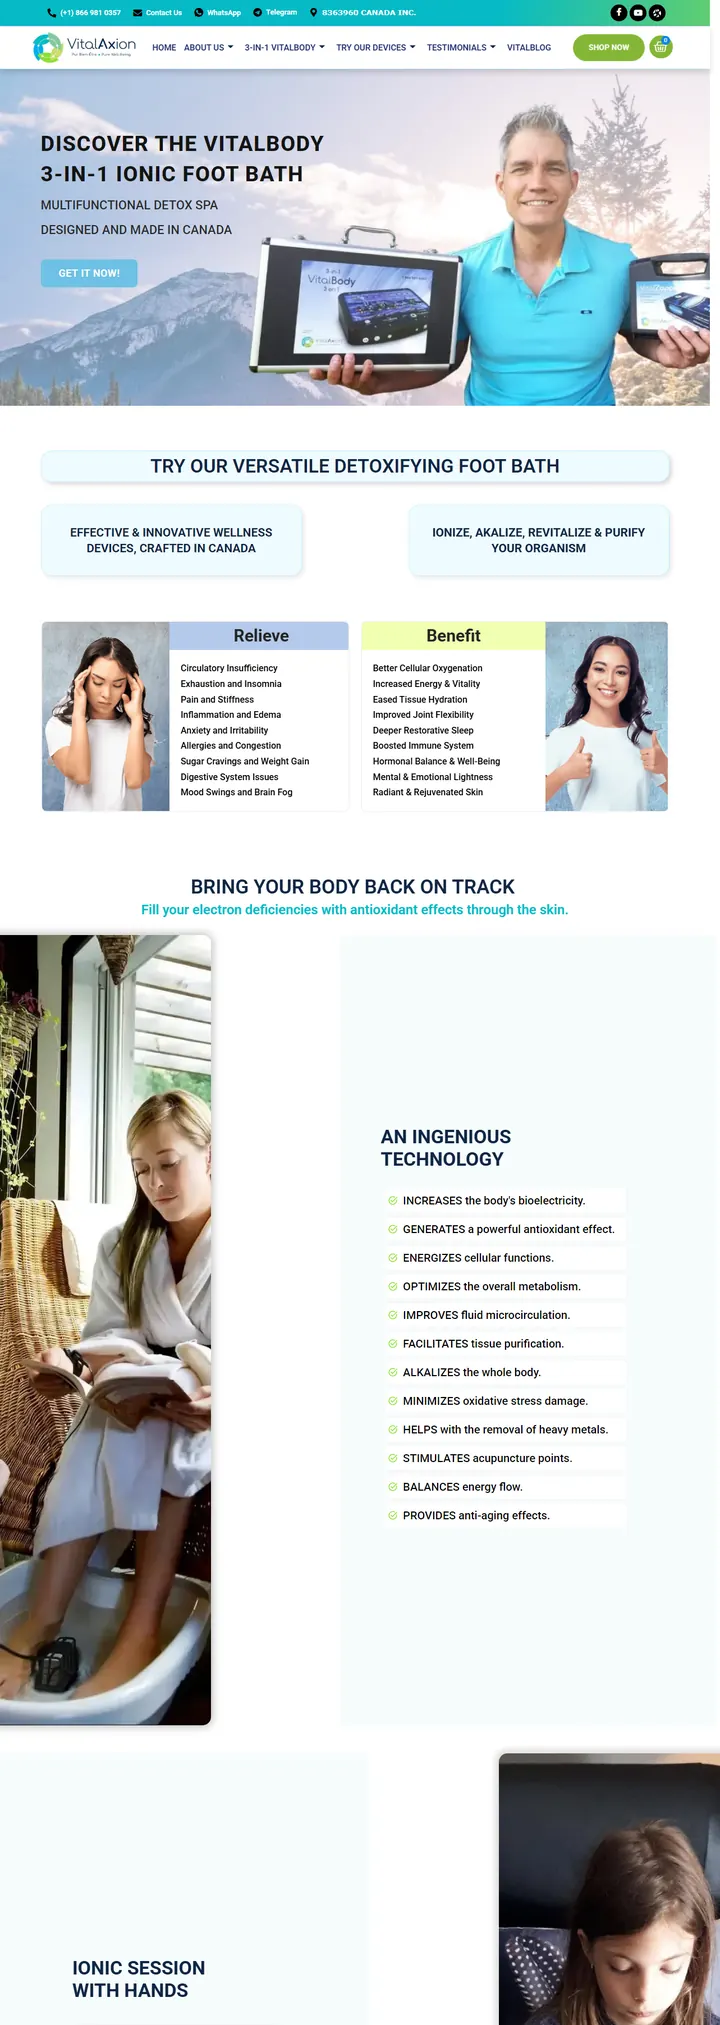 (+1) 866 981 0357
Contact Us
WhatsApp
Telegram
8363960 CANADA INC.
VitalAxion
HOME
ABOUT US
3-IN-1 VITALBODY
TRY OUR DEVICES
TESTIMONIALS
VITALBLOG
SHOP NOW
0
DISCOVER THE VITALBODY
3-IN-1 IONIC FOOT BATH
MULTIFUNCTIONAL DETOX SPA
DESIGNED AND MADE IN CANADA
GET IT NOW!
3-in-1
VitalBody
3 en 1
TRY OUR VERSATILE DETOXIFYING FOOT BATH
EFFECTIVE & INNOVATIVE WELLNESS
DEVICES, CRAFTED IN CANADA
IONIZE, AKALIZE, REVITALIZE & PURIFY
YOUR ORGANISM
Relieve
Circulatory Insufficiency
Exhaustion and Insomnia
Pain and Stiffness
Inflammation and Edema
Anxiety and Irritability
Allergies and Congestion
Sugar Cravings and Weight Gain
Digestive System Issues
Mood Swings and Brain Fog
Benefit
Better Cellular Oxygenation
Increased Energy & Vitality
Eased Tissue Hydration
Improved Joint Flexibility
Deeper Restorative Sleep
Boosted Immune System
Hormonal Balance & Well-Being
Mental & Emotional Lightness
Radiant & Rejuvenated Skin
BRING YOUR BODY BACK ON TRACK
Fill your electron deficiencies with antioxidant effects through the skin.
AN INGENIOUS
TECHNOLOGY
INCREASES the body's bioelectricity.
GENERATES a powerful antioxidant effect.
ENERGIZES cellular functions.
OPTIMIZES the overall metabolism.
IMPROVES fluid microcirculation.
FACILITATES tissue purification.
ALKALIZES the whole body.
MINIMIZES oxidative stress damage.
HELPS with the removal of heavy metals.
STIMULATES acupuncture points.
BALANCES energy flow.
PROVIDES anti-aging effects.
IONIC SESSION
WITH HANDS